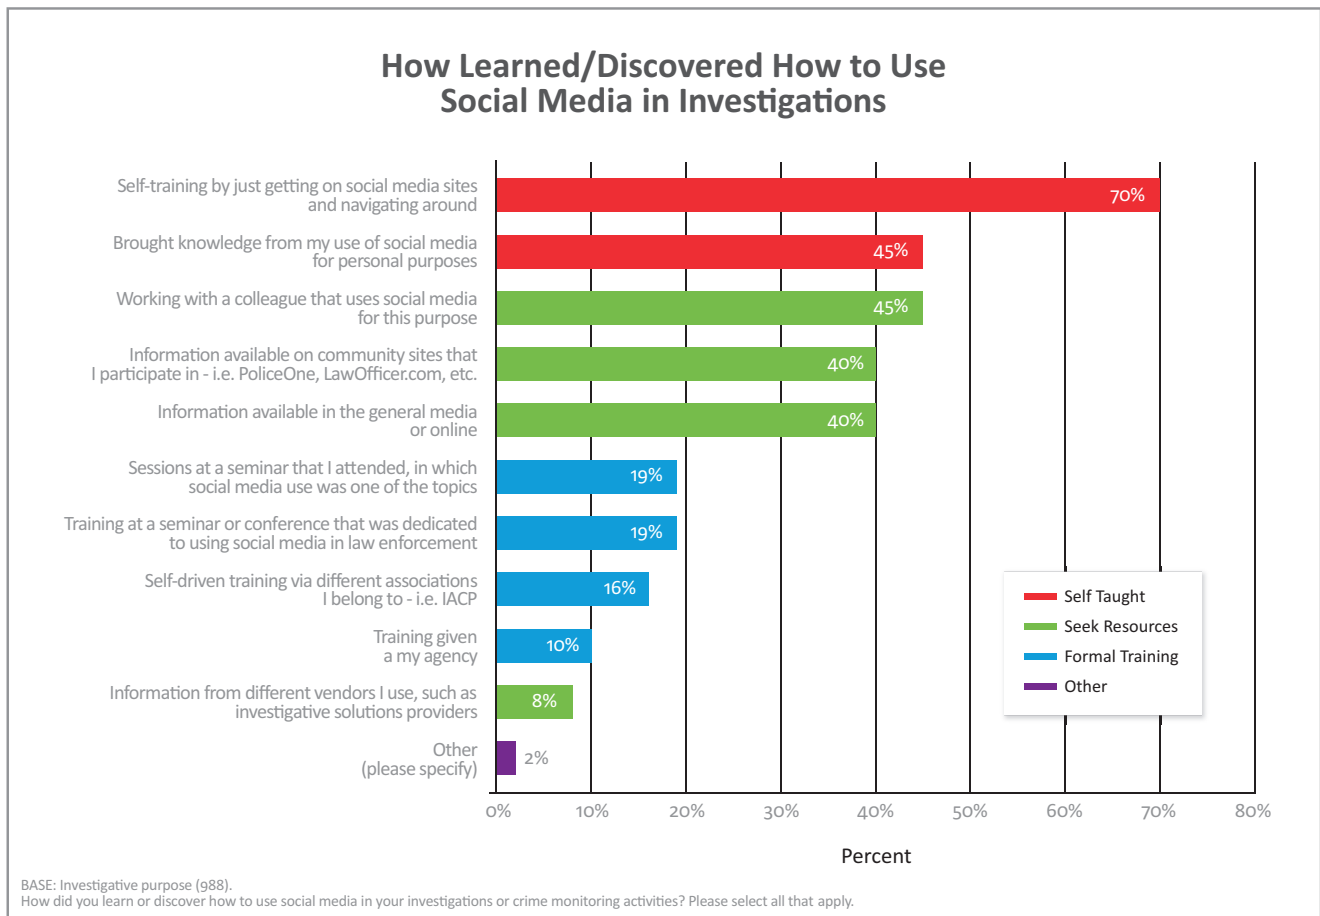 How Learned/Discovered How to Use
Social Media in Investigations
Self-training by just getting on social media sites
and navigating around
70%
Brought knowledge from my use of social media
for personal purposes
45%
Working with a colleague that uses social media
for this purpose
45%
Information available on community sites that
I participate in - i.e. PoliceOne, LawOfficer.com, etc.
40%
Information available in the general media
or online
40%
Sessions at a seminar that I attended, in which
social media use was one of the topics
19%
Training at a seminar or conference that was dedicated
to using social media in law enforcement
19%
Self-driven training via different associations
I belong to - i.e. IACP
16%
Training given
a my agency
10%
Information from different vendors I use, such as
investigative solutions providers
8%
Other
(please specify)
2%
Self Taught
Seek Resources
Formal Training
Other
0% 10% 20% 30% 40% 50% 60% 70% 80%
Percent
BASE: Investigative purpose (988).
How did you learn or discover how to use social media in your investigations or crime monitoring activities? Please select all that apply.